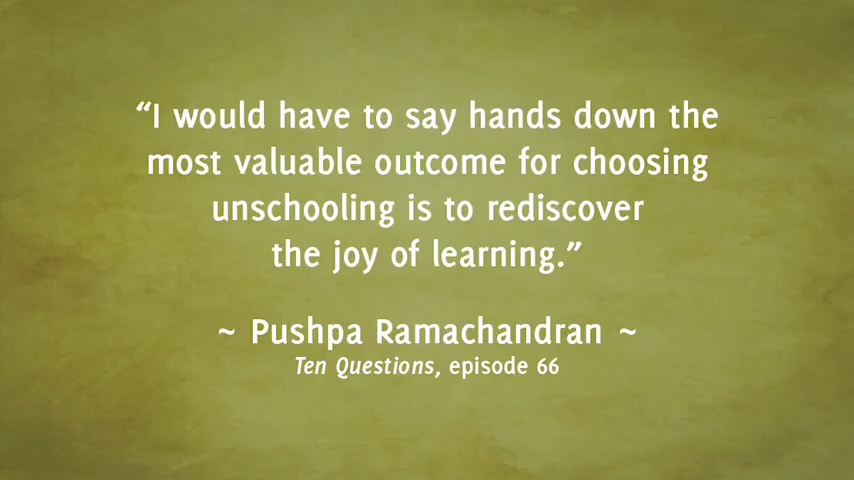 “I would have to say hands down the
most valuable outcome for choosing
unschooling is to rediscover
the joy of learning.”
~ Pushpa Ramachandran ~
Ten Questions, episode 66